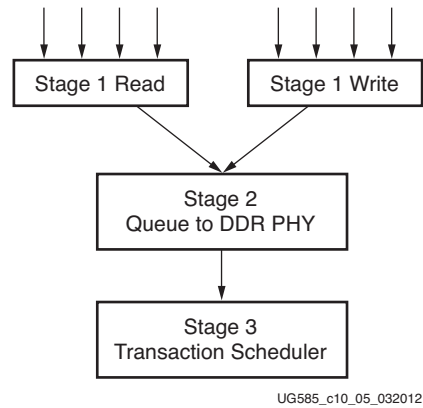 Stage 1 Read
Stage 1 Write
Stage 2
Queue to DDR PHY
Stage 3
Transaction Scheduler
UG585_c10_05_032012